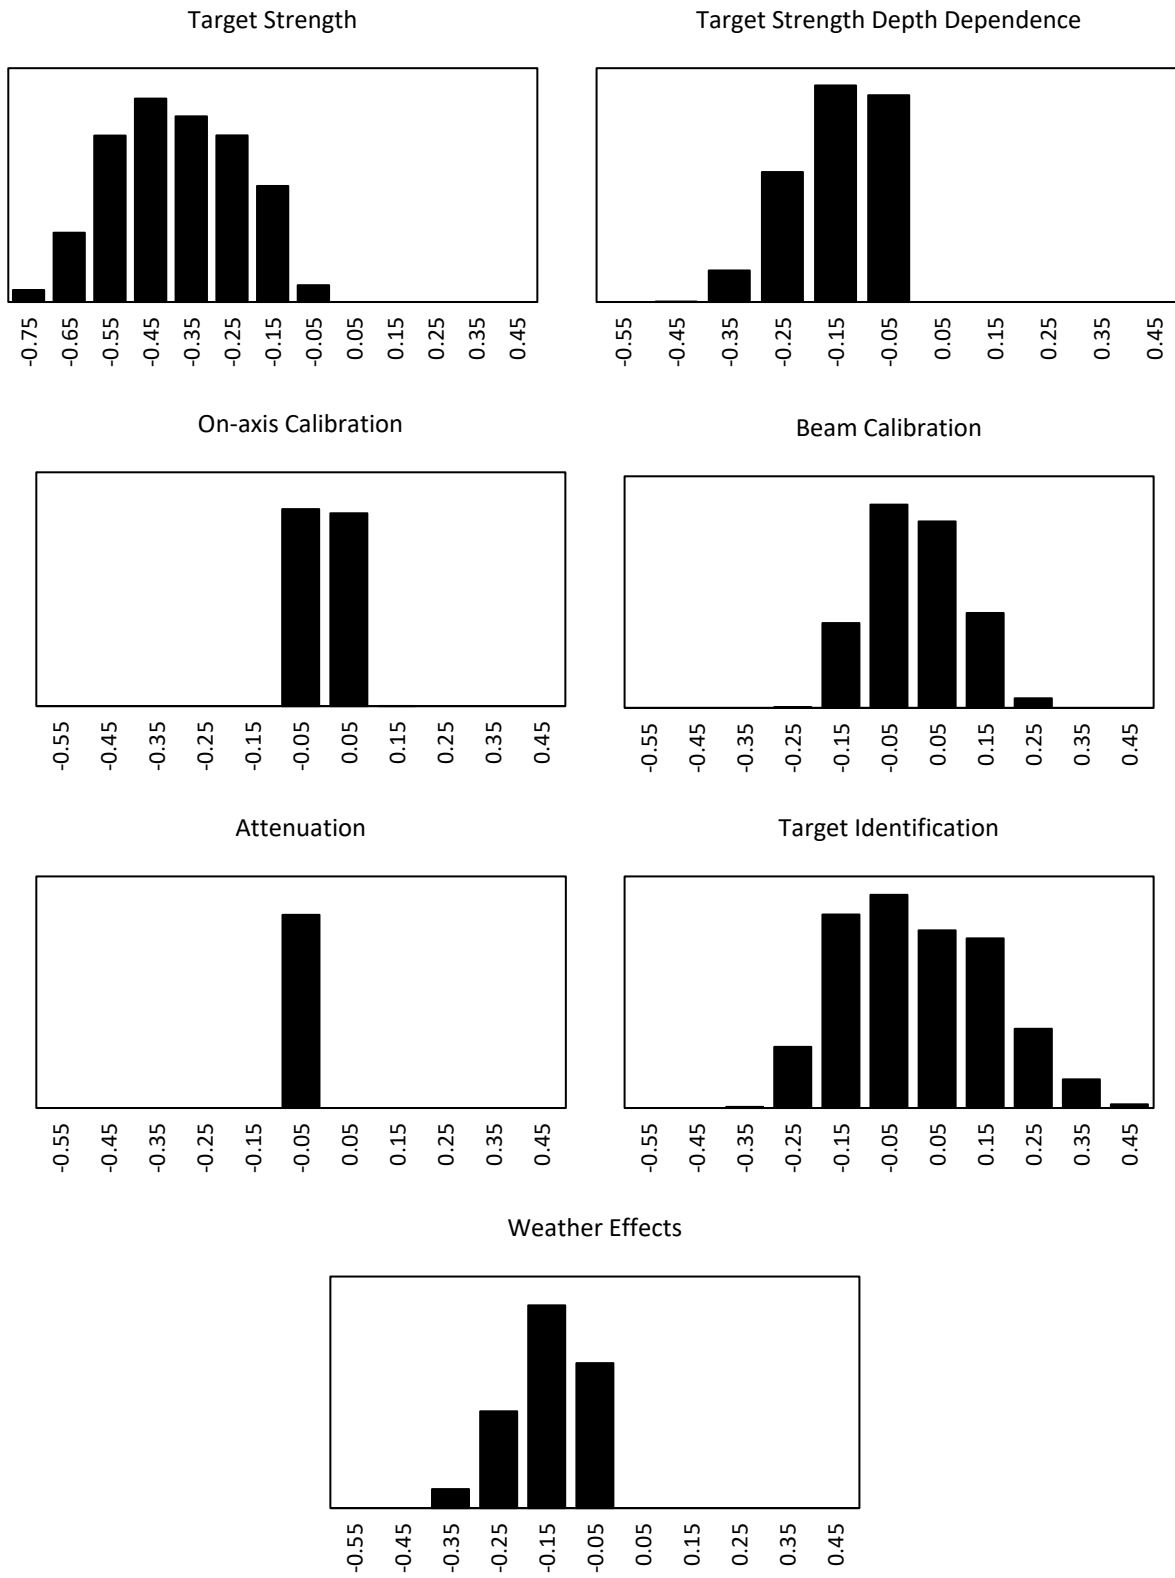 Target Strength
Target Strength Depth Dependence
-0.75 -0.65 -0.55 -0.45 -0.35 -0.25 -0.15 -0.05 0.05 0.15 0.25 0.35 0.45
-0.55 -0.45 -0.35 -0.25 -0.15 -0.05 0.05 0.15 0.25 0.35 0.45
On-axis Calibration
Beam Calibration
-0.55 -0.45 -0.35 -0.25 -0.15 -0.05 0.05 0.15 0.25 0.35 0.45
-0.55 -0.45 -0.35 -0.25 -0.15 -0.05 0.05 0.15 0.25 0.35 0.45
Attenuation
Target Identification
-0.55 -0.45 -0.35 -0.25 -0.15 -0.05 0.05 0.15 0.25 0.35 0.45
-0.55 -0.45 -0.35 -0.25 -0.15 -0.05 0.05 0.15 0.25 0.35 0.45
Weather Effects
-0.55 -0.45 -0.35 -0.25 -0.15 -0.05 0.05 0.15 0.25 0.35 0.45